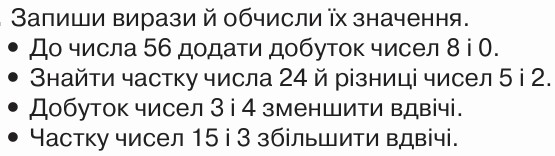 Запиши вирази й обчисли їх значення.
• До числа 56 додати добуток чисел 8 і 0.
• Знайти частку числа 24 й різниці чисел 5 і 2.
• Добуток чисел 3 і 4 зменшити вдвічі.
• Частку чисел 15 і 3 збільшити вдвічі.